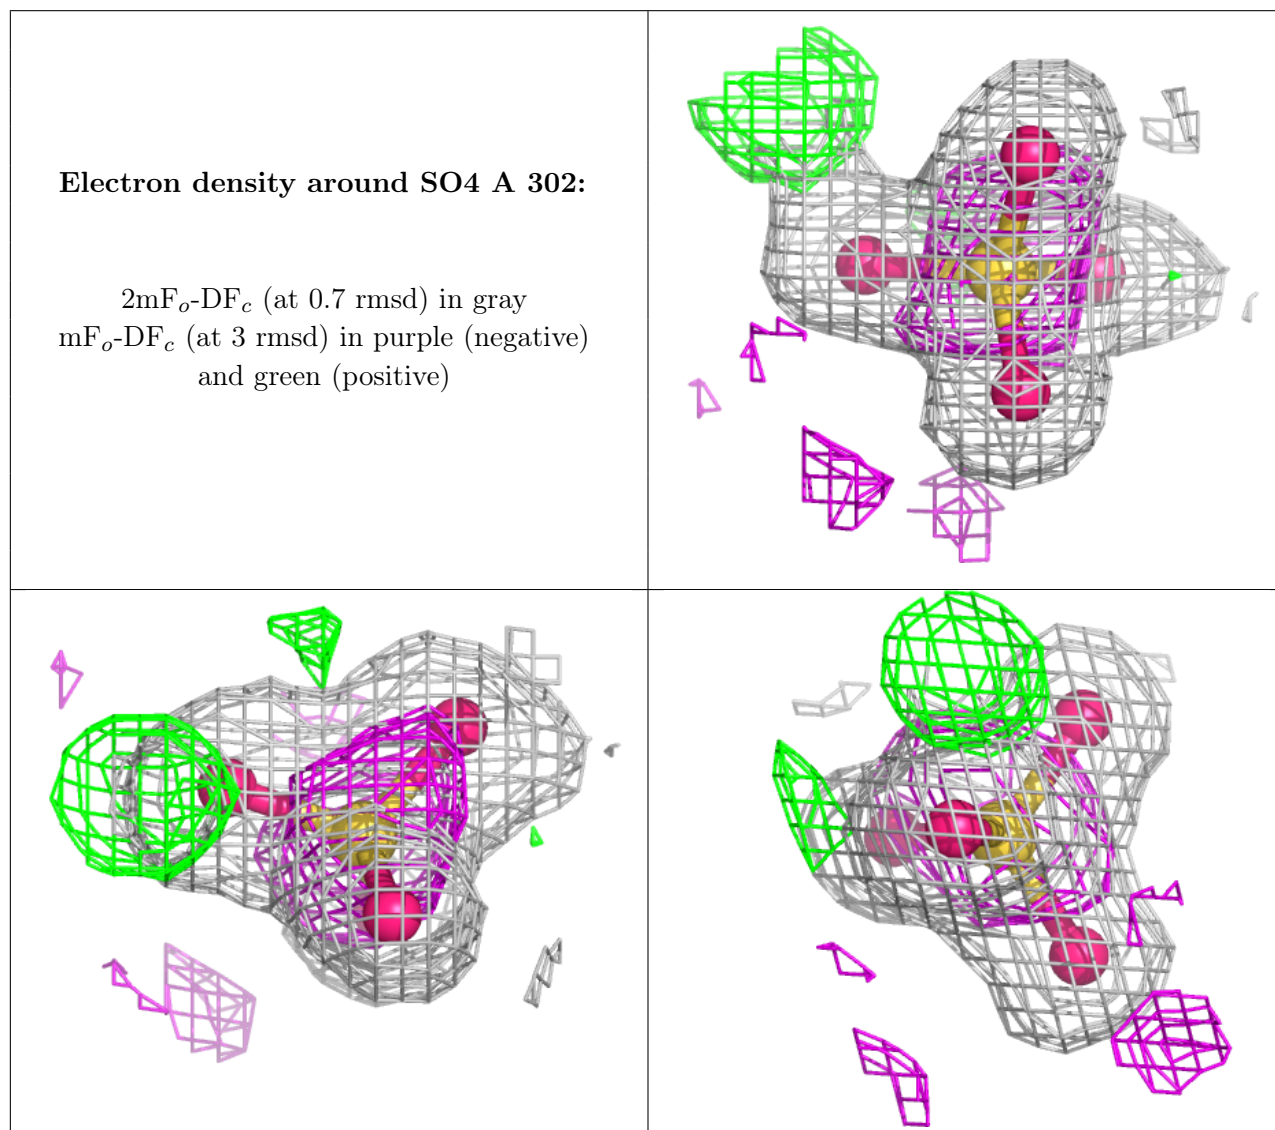 Electron density around SO4 A 302:
2mFo-DFc (at 0.7 rmsd) in gray
mFo-DFc (at 3 rmsd) in purple (negative)
and green (positive)